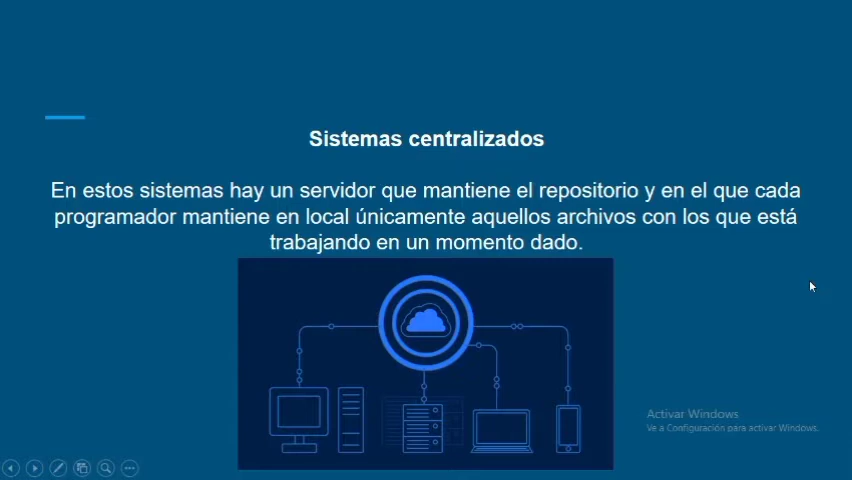 Sistemas centralizados
En estos sistemas hay un servidor que mantiene el repositorio y en el que cada
programador mantiene en local únicamente aquellos archivos con los que está
trabajando en un momento dado.
Activar Windows
Ve a Configuración para activar Windows.